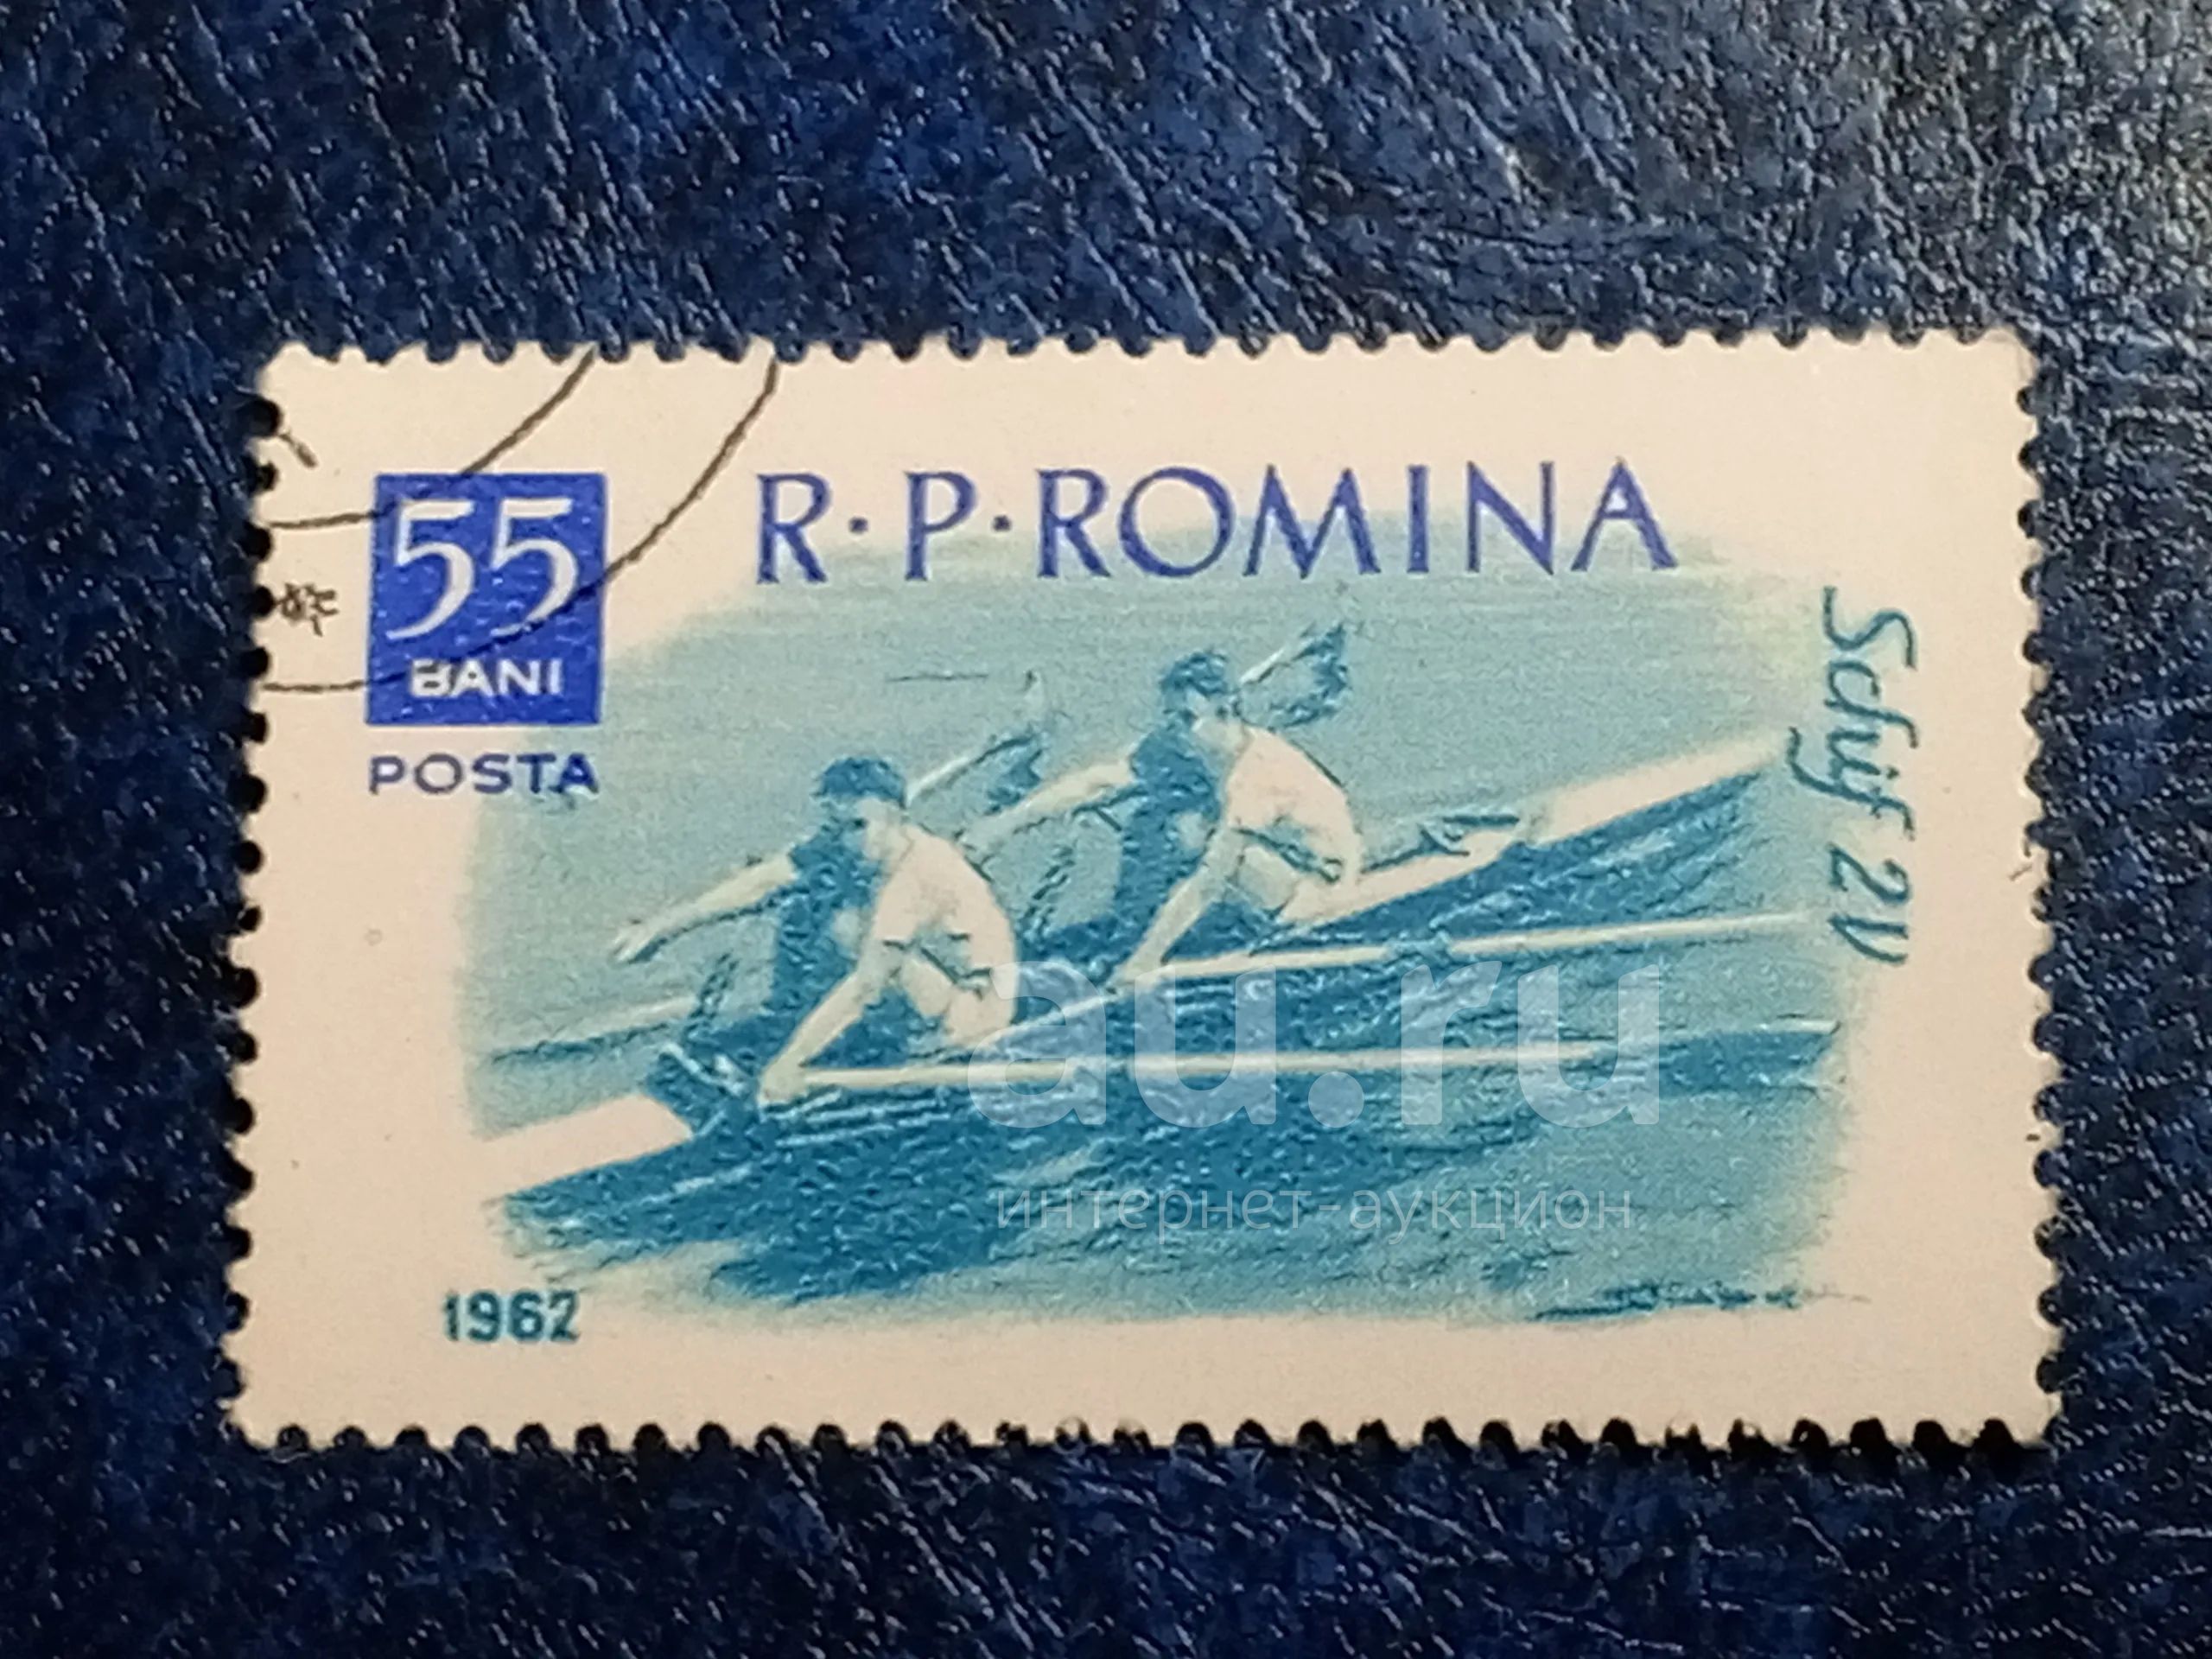 55
BANI
POSTA
R·P·ROMINA
Schif 2V
1962
au.ru
интернет-аукцион